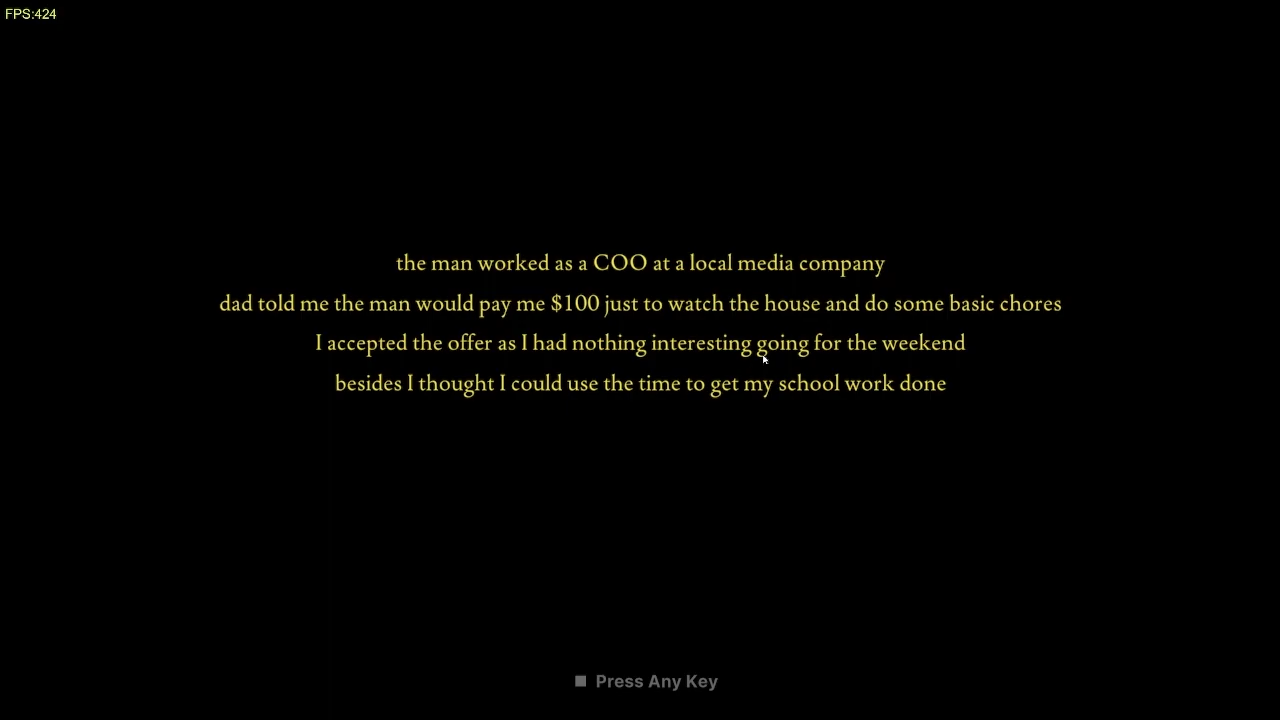 FPS:424
the man worked as a COO at a local media company
dad told me the man would pay me $100 just to watch the house and do some basic chores
I accepted the offer as I had nothing interesting going for the weekend
besides I thought I could use the time to get my school work done
Press Any Key